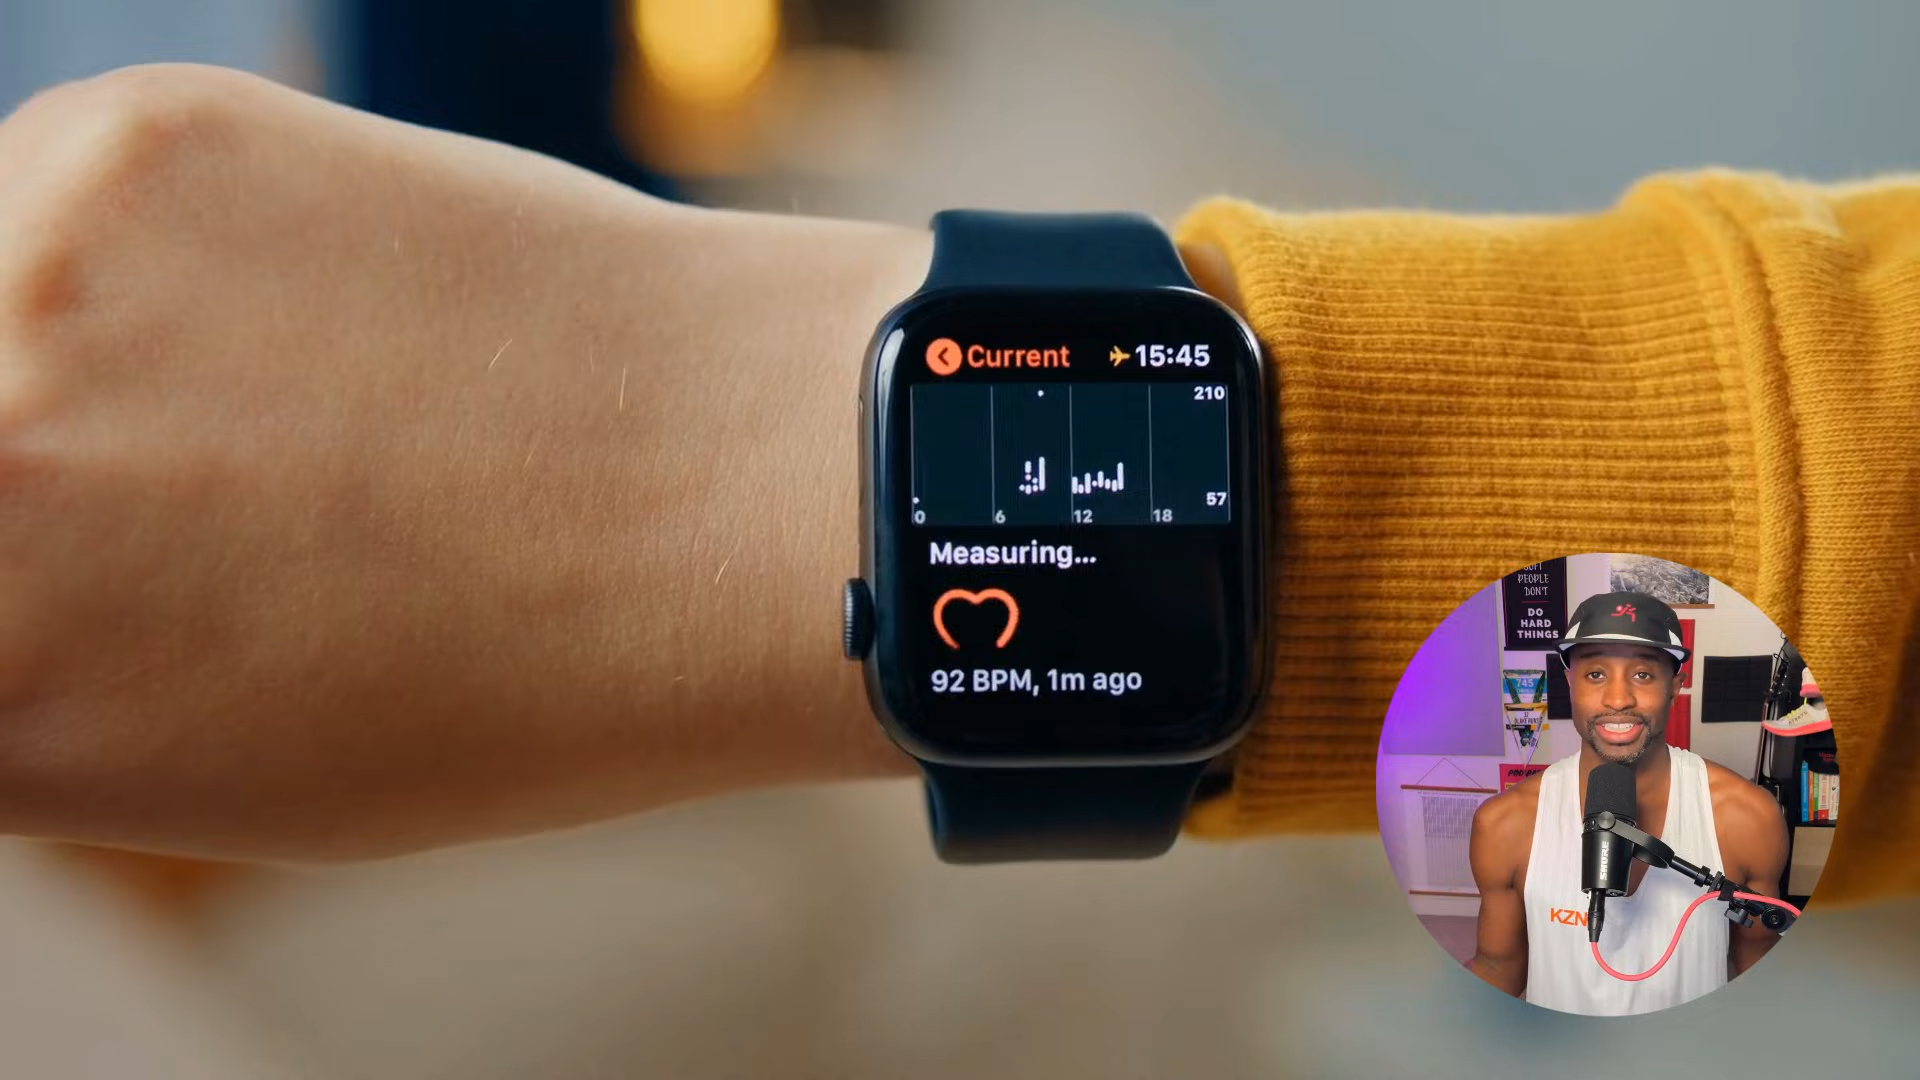 Current 15:45
210
57
0 6 12 18
Measuring...
92 BPM, 1m ago
PEOPLE
DON'T
DO
HARD
THINGS
745
SHURE
KZN